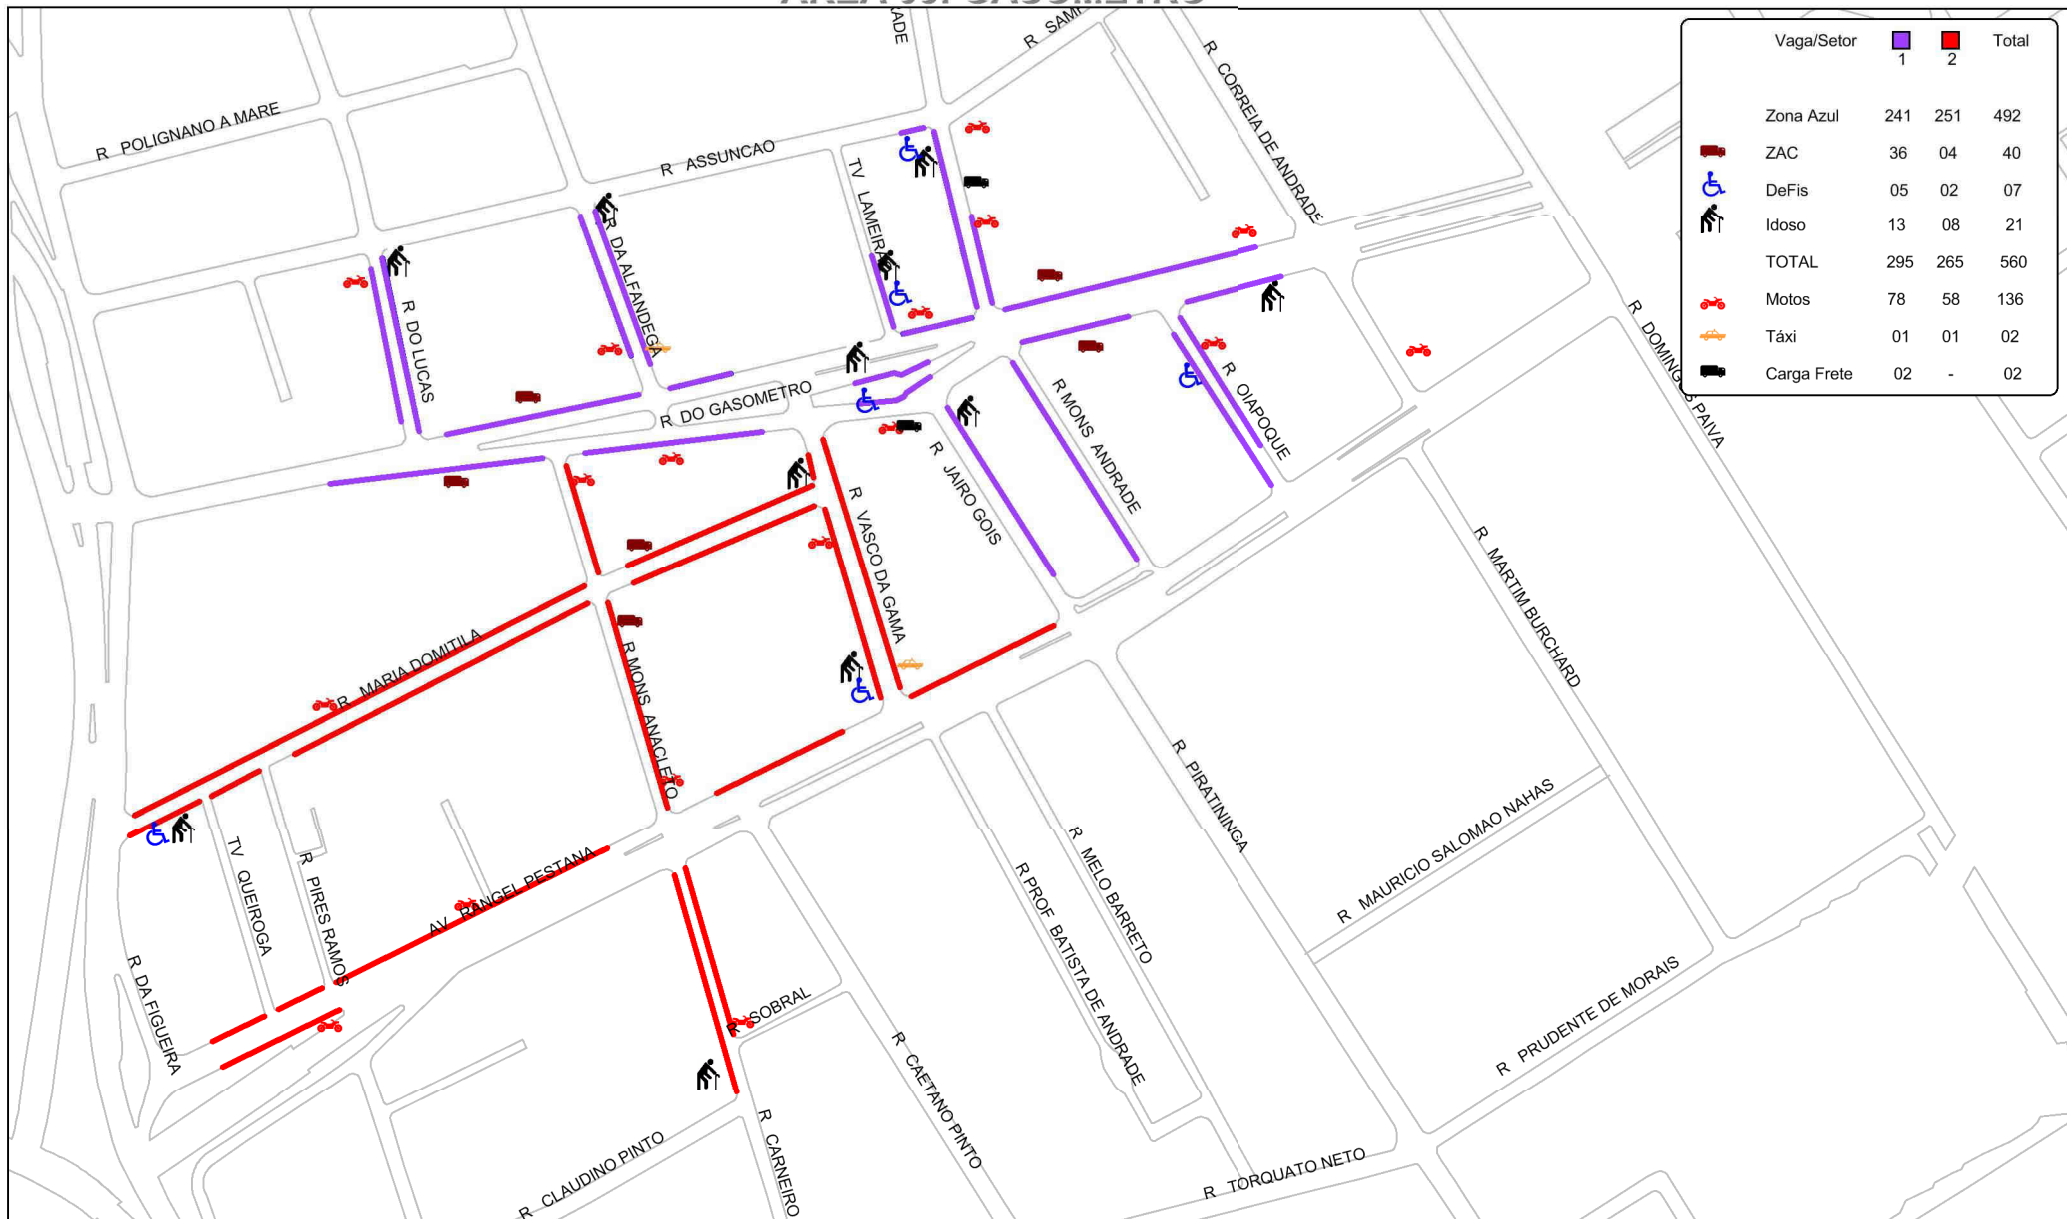 R SAMP
R CORREIA DE ANDRADE
R POLIGNANO A MARE
R ASSUNCAO
TV LAMEIRA
R DA ALFANDEGA
R DO LUCAS
R DO GASOMETRO
R JAIRO GOIS
R MONS ANDRADE
R OIAPOQUE
R DOMINGOS PAIVA
R VASCO DA GAMA
R MARTIM BURCHARD
R MARIA DOMITILA
R MONS ANACLETO
R PIRATININGA
R MAURICIO SALOMAO NAHAS
TV QUEIROGA
R PIRES RAMOS
AV RANGEL PESTANA
R MELO BARRETO
R PROF BATISTA DE ANDRADE
R DA FIGUEIRA
R SOBRAL
R CAETANO PINTO
R PRUDENTE DE MORAIS
R CLAUDINO PINTO
R CARNEIRO
R TORQUATO NETO
Vaga/Setor 1 2 Total
Zona Azul 241 251 492
ZAC 36 04 40
DeFis 05 02 07
Idoso 13 08 21
TOTAL 295 265 560
Motos 78 58 136
Táxi 01 01 02
Carga Frete 02 - 02